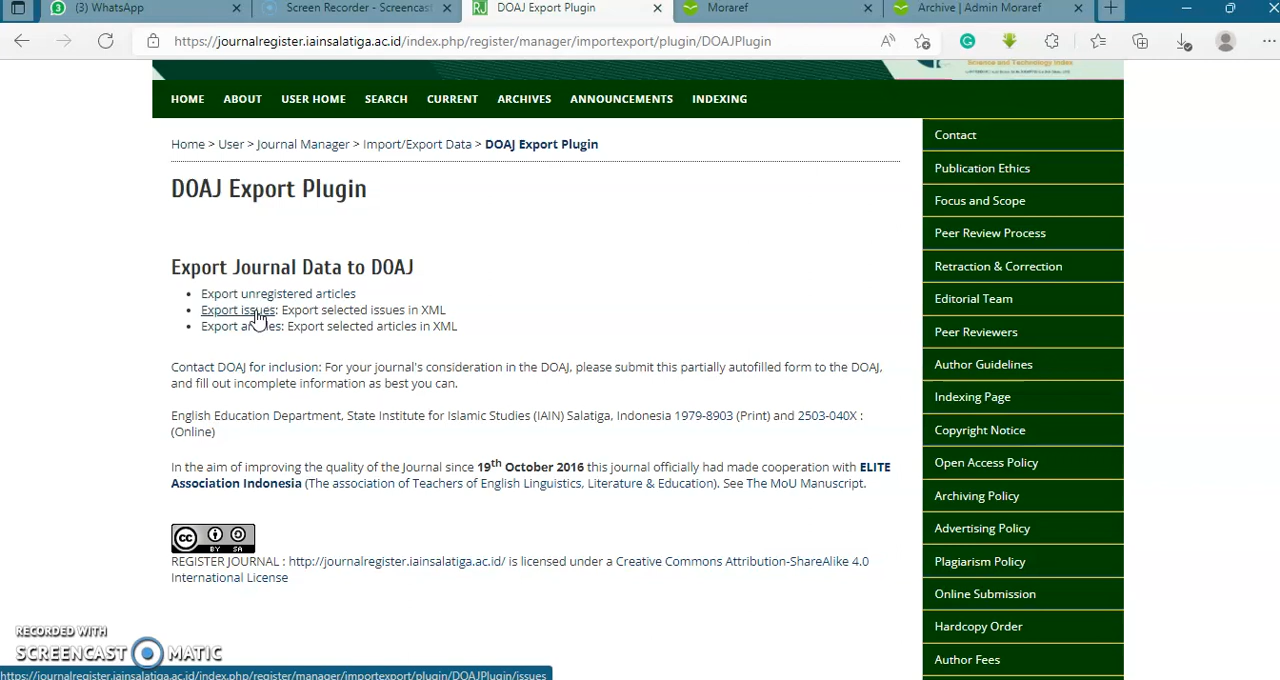 (3) WhatsApp
Screen Recorder - Screencast
DOAJ Export Plugin
Moraref
Archive | Admin Moraref
https://journalregister.iainsalatiga.ac.id/index.php/register/manager/importexport/plugin/DOAJPlugin
Science and Technology Index
HOME ABOUT USER HOME SEARCH CURRENT ARCHIVES ANNOUNCEMENTS INDEXING
Home > User > Journal Manager > Import/Export Data > DOAJ Export Plugin
DOAJ Export Plugin
Export Journal Data to DOAJ
Export unregistered articles
Export issues: Export selected issues in XML
Export articles: Export selected articles in XML
Contact DOAJ for inclusion: For your journal's consideration in the DOAJ, please submit this partially autofilled form to the DOAJ,
and fill out incomplete information as best you can.
English Education Department, State Institute for Islamic Studies (IAIN) Salatiga, Indonesia 1979-8903 (Print) and 2503-040X :
(Online)
In the aim of improving the quality of the Journal since 19th October 2016 this journal officially had made cooperation with ELITE
Association Indonesia (The association of Teachers of English Linguistics, Literature & Education). See The MoU Manuscript.
cc BY SA
REGISTER JOURNAL : http://journalregister.iainsalatiga.ac.id/ is licensed under a Creative Commons Attribution-ShareAlike 4.0
International License
Contact
Publication Ethics
Focus and Scope
Peer Review Process
Retraction & Correction
Editorial Team
Peer Reviewers
Author Guidelines
Indexing Page
Copyright Notice
Open Access Policy
Archiving Policy
Advertising Policy
Plagiarism Policy
Online Submission
Hardcopy Order
Author Fees
RECORDED WITH
SCREENCAST MATIC
https://journalregister.iainsalatiga.ac.id/index.php/register/manager/importexport/plugin/DOAJPlugin/issues